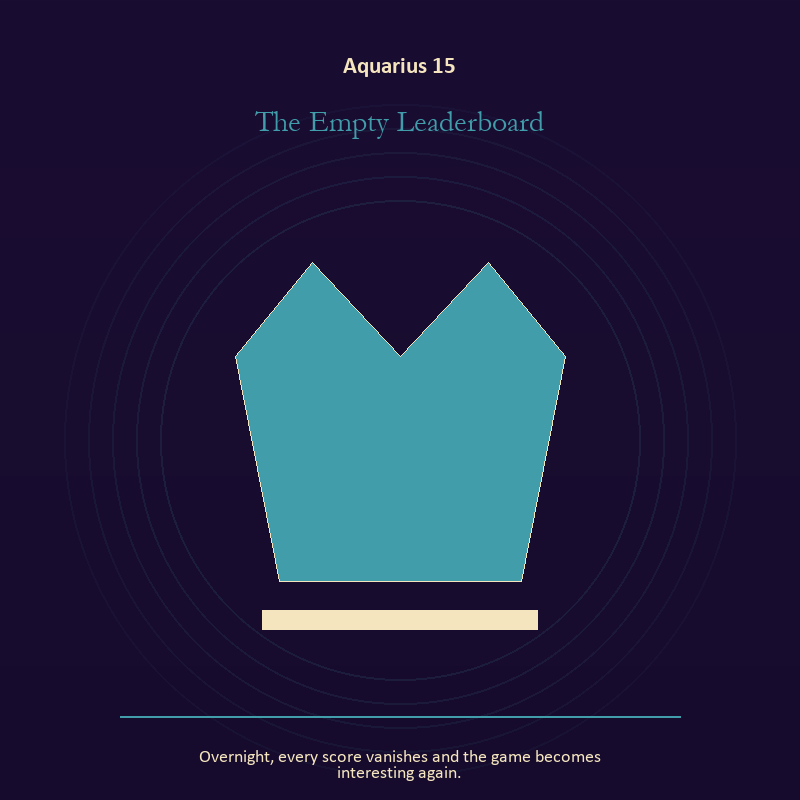 Aquarius 15
The Empty Leaderboard
Overnight, every score vanishes and the game becomes
interesting again.